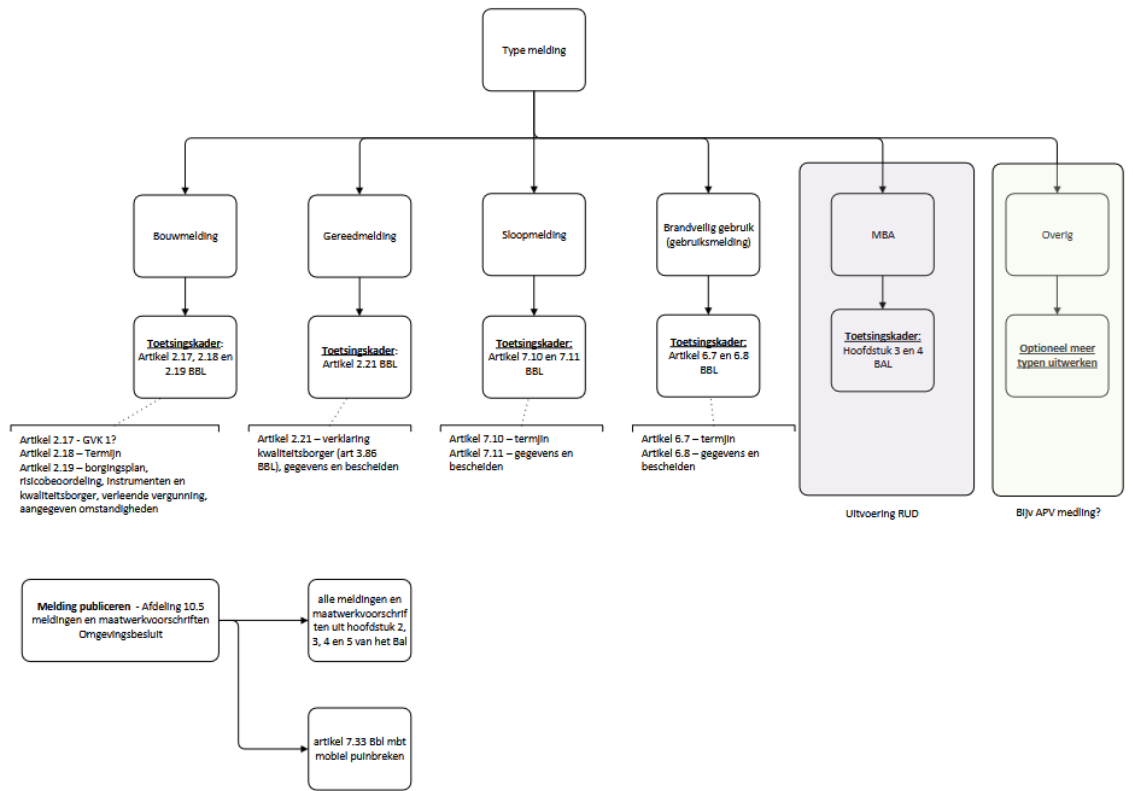 Type melding
Bouwmelding
Gereedmelding
Sloopmelding
Brandveilig gebruik
(gebruiksmelding)
MBA
Overig
Toetsingskader:
Artikel 2.17, 2.18 en
2.19 BBL
Toetsingskader:
Artikel 2.21 BBL
Toetsingskader:
Artikel 7.10 en 7.11
BBL
Toetsingskader:
Artikel 6.7 en 6.8
BBL
Toetsingskader:
Hoofdstuk 3 en 4
BAL
Optioneel meer
typen uitwerken
Artikel 2.17 - GVK 1?
Artikel 2.18 – Termijn
Artikel 2.19 – borgingsplan,
risicobeoordeling, instrumenten en
kwaliteitsborger, verleende vergunning,
aangegeven omstandigheden
Artikel 2.21 – verklaring
kwaliteitsborger (art 3.86
BBL), gegevens en bescheiden
Artikel 7.10 – termijn
Artikel 7.11 – gegevens en
bescheiden
Artikel 6.7 – termijn
Artikel 6.8 – gegevens en
bescheiden
Uitvoering RUD
Bijv APV medling?
Melding publiceren - Afdeling 10.5
meldingen en maatwerkvoorschriften
Omgevingsbesluit
alle meldingen en
maatwerkvoorschrif
ten uit hoofdstuk 2,
3, 4 en 5 van het Bal
artikel 7.33 Bbl mbt
mobiel puinbreken